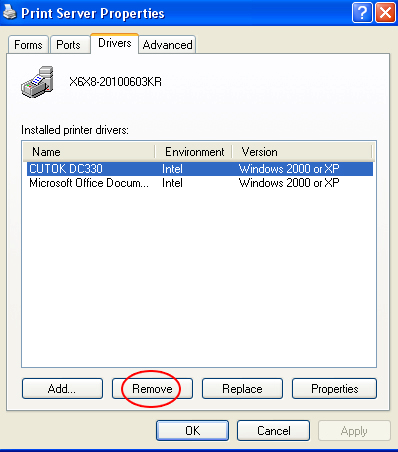 Print Server Properties
?
X
Forms Ports Drivers Advanced
X6X8-20100603KR
Installed printer drivers:
Name Environment Version
CUTOK DC330 Intel Windows 2000 or XP
Microsoft Office Docum... Intel Windows 2000 or XP
Add... Remove Replace Properties
OK Cancel Apply